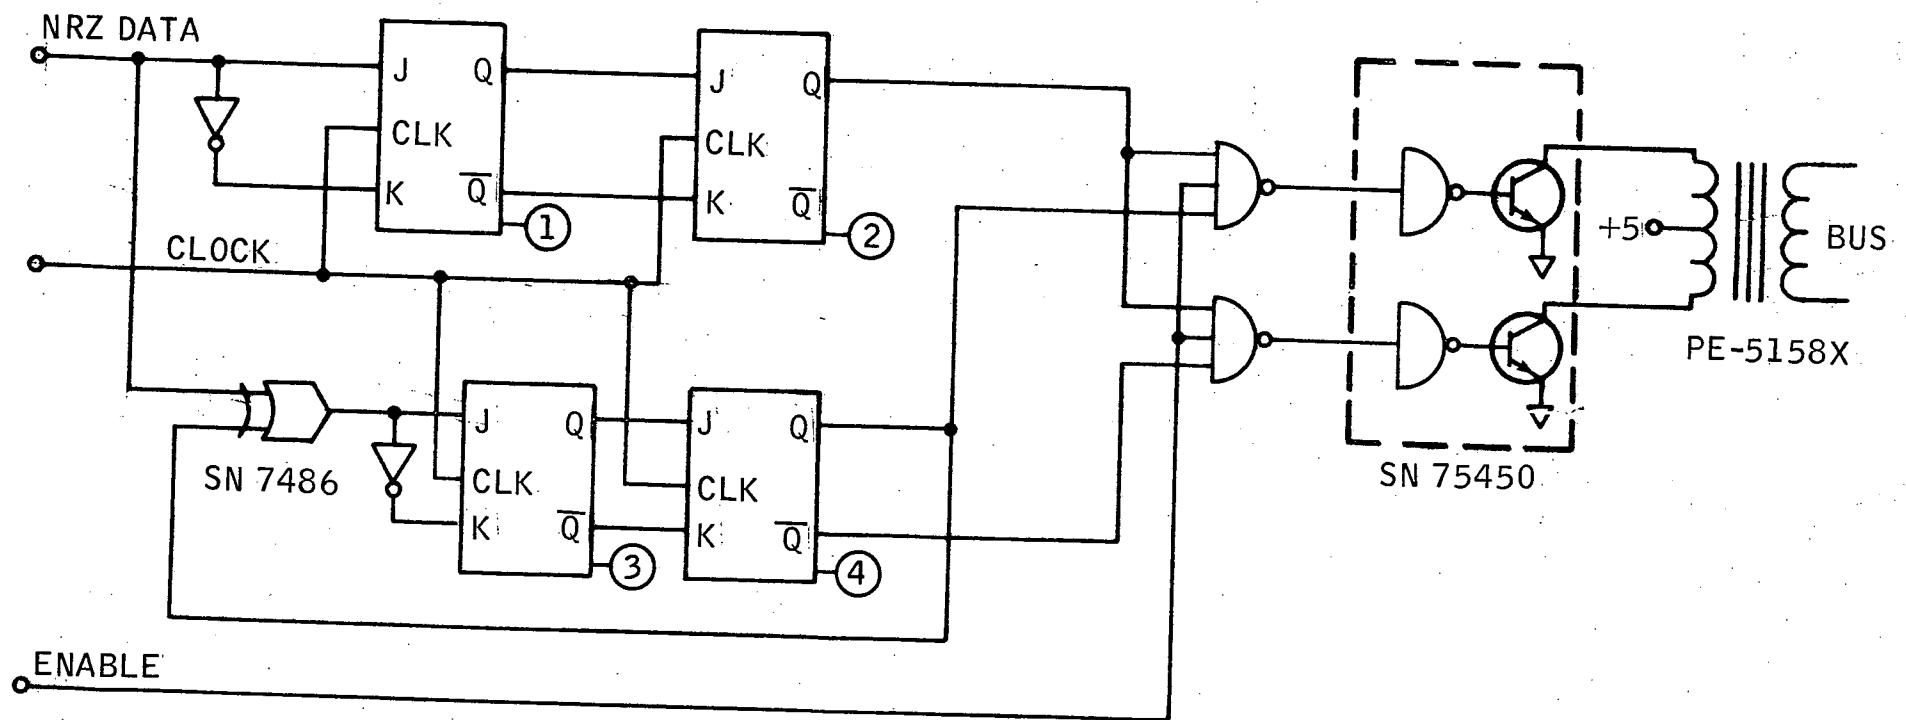 NRZ DATA
J
Q
CLK
K
Q̅
1
J
Q
CLK
K
Q̅
2
CLOCK
+5
BUS
PE-5158X
SN 75450
SN 7486
J
Q
CLK
K
Q̅
3
J
Q
CLK
K
Q̅
4
ENABLE